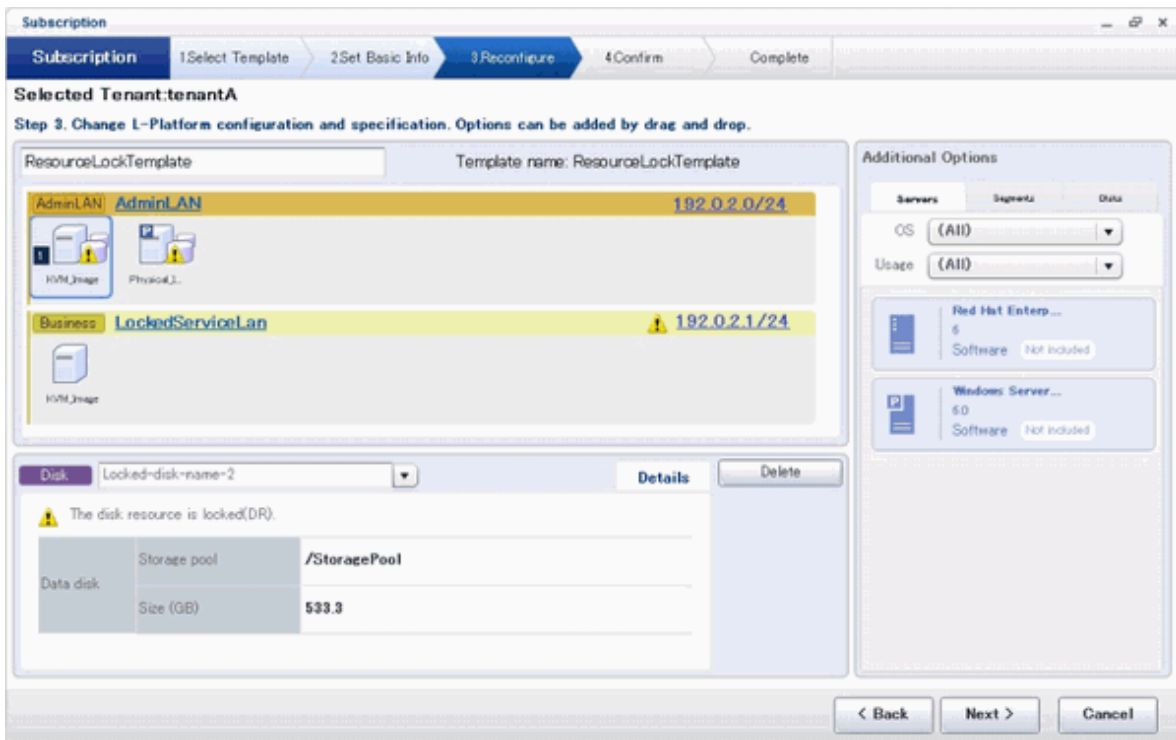 Subscription
Subscription 1.Select Template 2.Set Basic Info 3.Reconfigure 4.Confirm Complete
Selected Tenant:tenantA
Step 3. Change L-Platform configuration and specification. Options can be added by drag and drop.
ResourceLockTemplate Template name: ResourceLockTemplate
AdminLAN AdminLAN 192.0.2.0/24
1
P
KVM_Image Physical_1..
Business LockedServiceLan 192.0.2.1/24
KVM_Image
Disk Locked-disk-name-2 Details Delete
The disk resource is locked(DR).
Data disk
Storage pool /StoragePool
Size (GB) 533.3
Additional Options
Servers Segments Disks
OS (All)
Usage (All)
Red Hat Enterp...
6
Software Not included
P
Windows Server...
6.0
Software Not included
< Back Next > Cancel